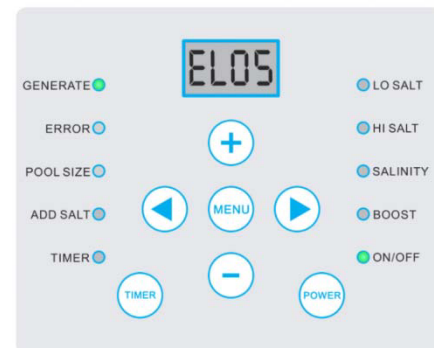 EL05
GENERATE
LO SALT
ERROR
+
HI SALT
POOL SIZE
SALINITY
MENU
ADD SALT
BOOST
TIMER
−
ON/OFF
TIMER
POWER